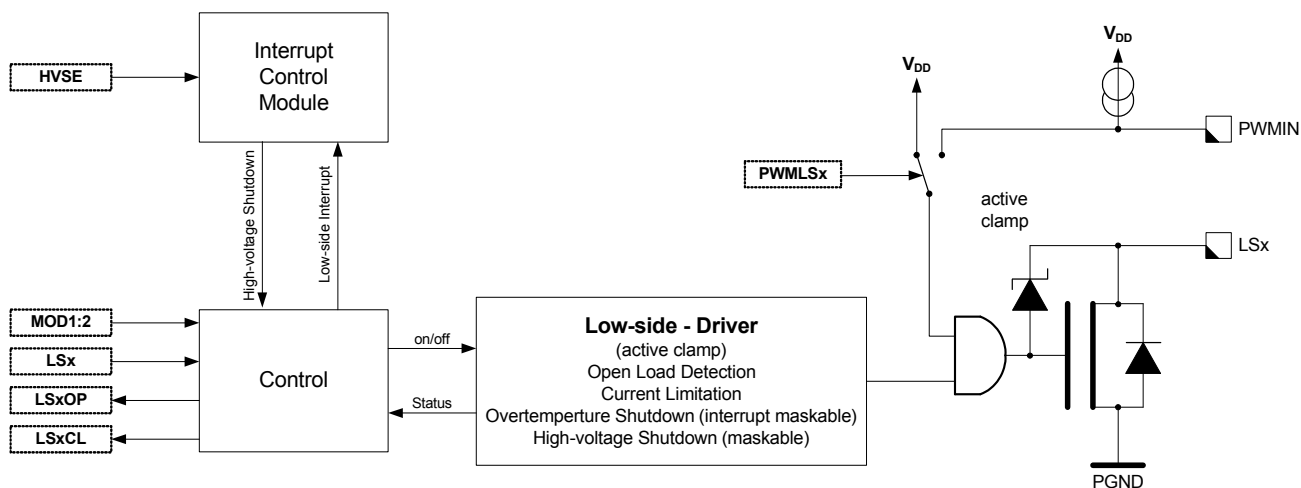 Interrupt
Control
Module
HVSE
High-voltage Shutdown
Low-side Interrupt
VDD
VDD
PWMIN
PWMLSx
active
clamp
LSx
MOD1:2
LSx
LSxOP
LSxCL
Control
on/off
Status
Low-side - Driver
(active clamp)
Open Load Detection
Current Limitation
Overtemperture Shutdown (interrupt maskable)
High-voltage Shutdown (maskable)
PGND